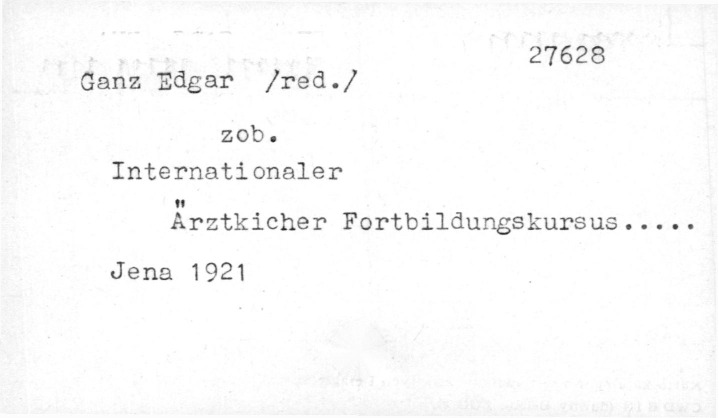 27628
Ganz Edgar /red./
zob.
Internationaler
Ärztkicher Fortbildungskursus.....
Jena 1921